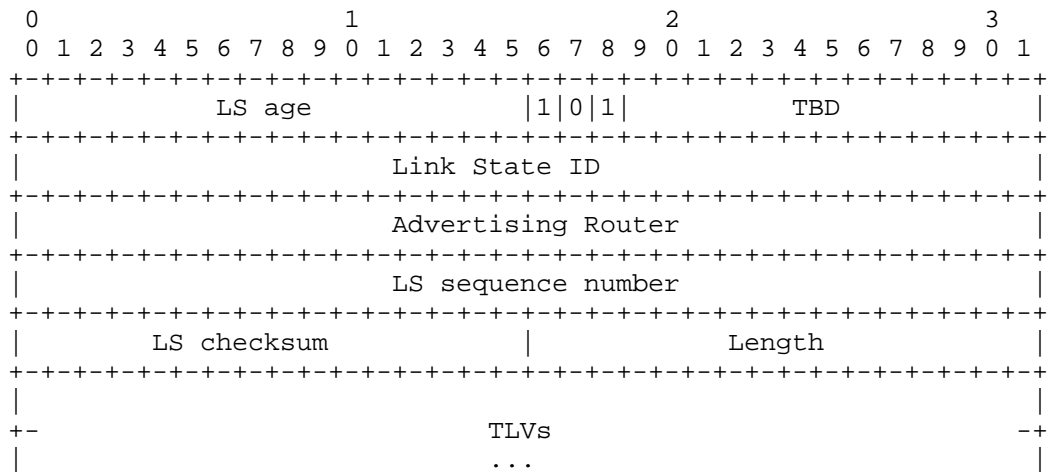 0                   1                   2                   3
 0 1 2 3 4 5 6 7 8 9 0 1 2 3 4 5 6 7 8 9 0 1 2 3 4 5 6 7 8 9 0 1
+-+-+-+-+-+-+-+-+-+-+-+-+-+-+-+-+-+-+-+-+-+-+-+-+-+-+-+-+-+-+-+-+
|            LS age             |1|0|1|          TBD            |
+-+-+-+-+-+-+-+-+-+-+-+-+-+-+-+-+-+-+-+-+-+-+-+-+-+-+-+-+-+-+-+-+
|                       Link State ID                           |
+-+-+-+-+-+-+-+-+-+-+-+-+-+-+-+-+-+-+-+-+-+-+-+-+-+-+-+-+-+-+-+-+
|                       Advertising Router                      |
+-+-+-+-+-+-+-+-+-+-+-+-+-+-+-+-+-+-+-+-+-+-+-+-+-+-+-+-+-+-+-+-+
|                       LS sequence number                      |
+-+-+-+-+-+-+-+-+-+-+-+-+-+-+-+-+-+-+-+-+-+-+-+-+-+-+-+-+-+-+-+-+
|        LS checksum            |            Length             |
+-+-+-+-+-+-+-+-+-+-+-+-+-+-+-+-+-+-+-+-+-+-+-+-+-+-+-+-+-+-+-+-+
|                                                               |
+-                            TLVs                             -+
|                             ...                               |